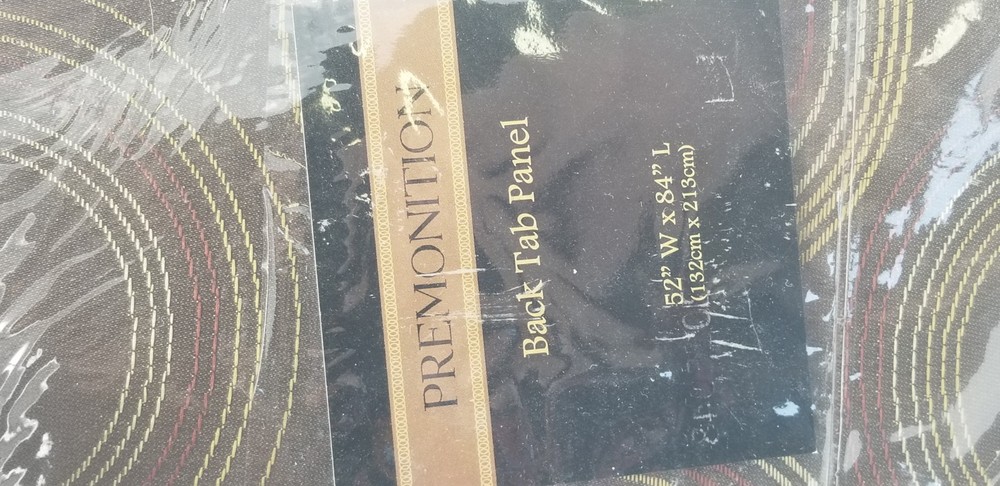 PREMONITION
Back Tab Panel
52” W x 84” L
(132cm x 213cm)